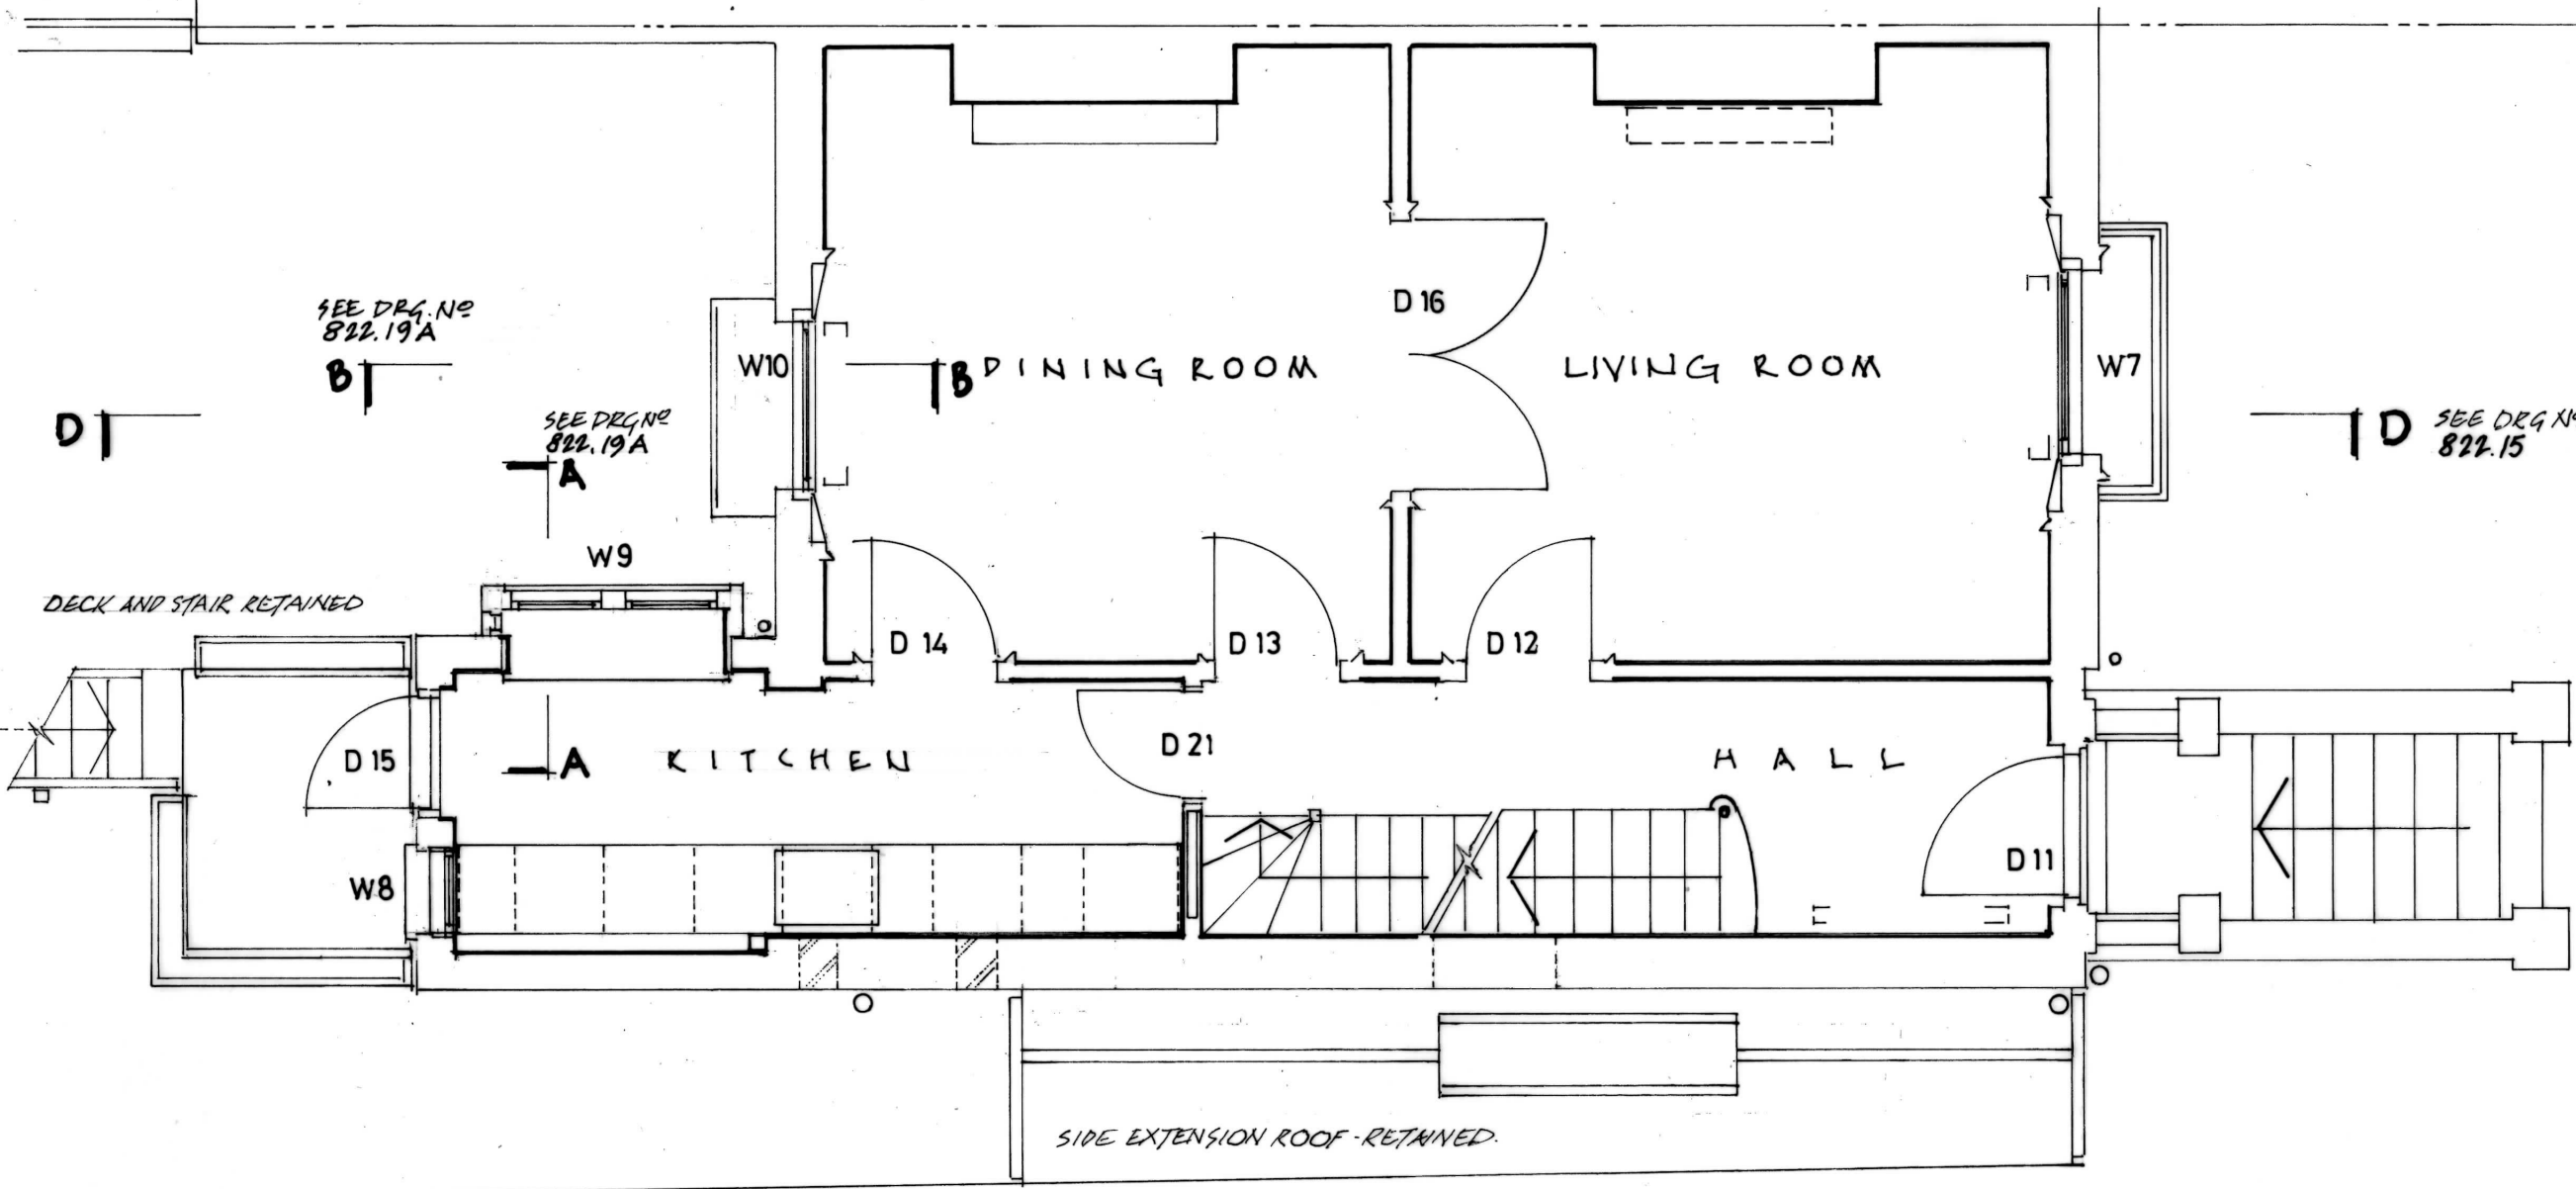 SEE DRG. Nº
822.19A
B
B
D
SEE DRG Nº
822.19A
A
W10
DINING ROOM
D 16
LIVING ROOM
W7
D
SEE DRG Nº
822.15
W9
DECK AND STAIR RETAINED
D 14
D 13
D 12
D 15
A
KITCHEN
D 21
HALL
W8
D 11
SIDE EXTENSION ROOF - RETAINED.